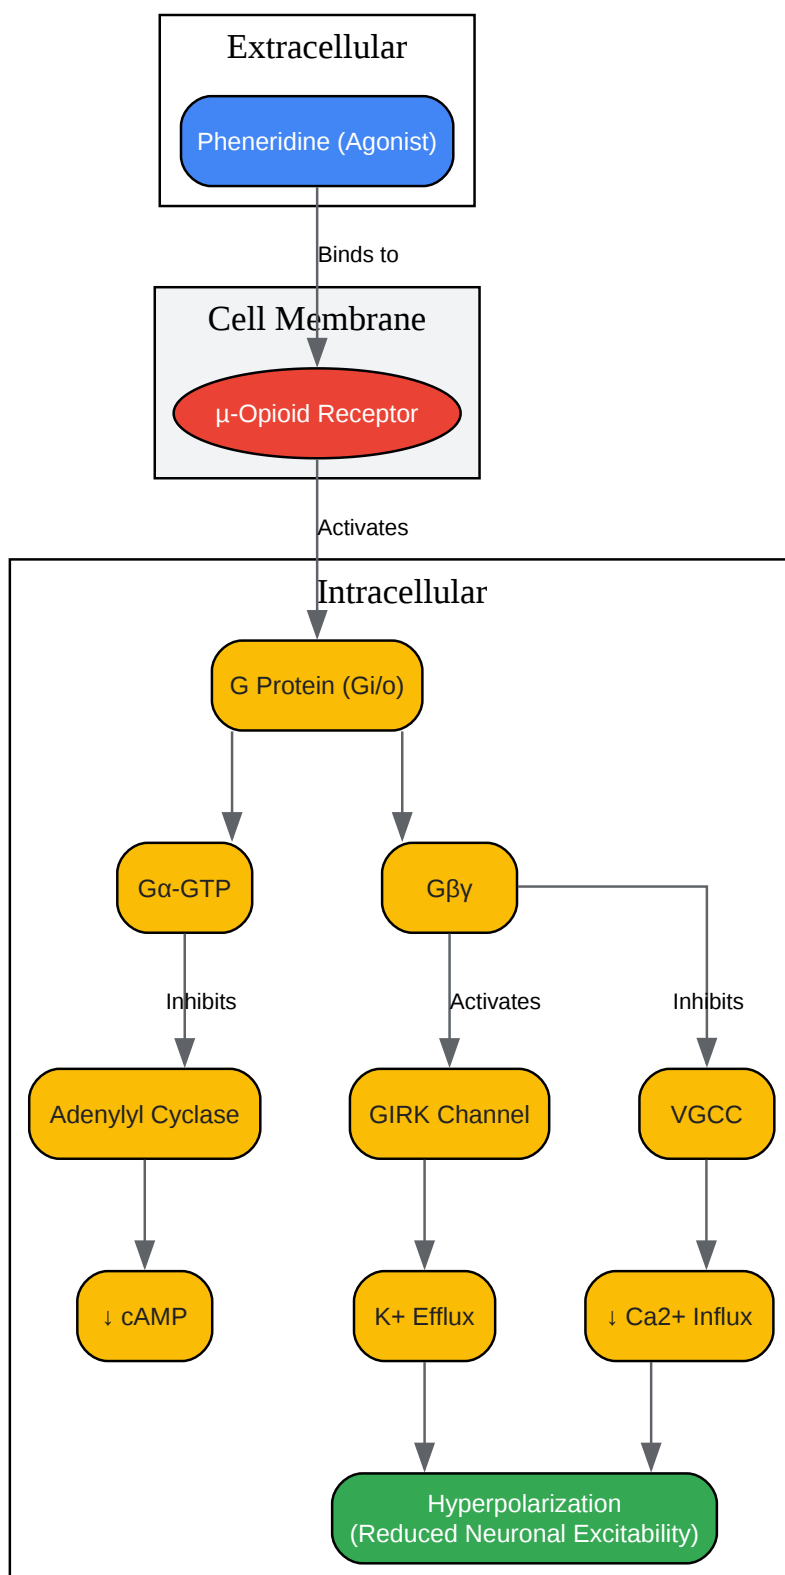 Extracellular
Pheneridine (Agonist)
Binds to
Cell Membrane
µ-Opioid Receptor
Activates
Intracellular
G Protein (Gi/o)
Gα-GTP
Gβγ
Inhibits
Activates
Inhibits
Adenylyl Cyclase
GIRK Channel
VGCC
↓ cAMP
K+ Efflux
↓ Ca2+ Influx
Hyperpolarization
(Reduced Neuronal Excitability)